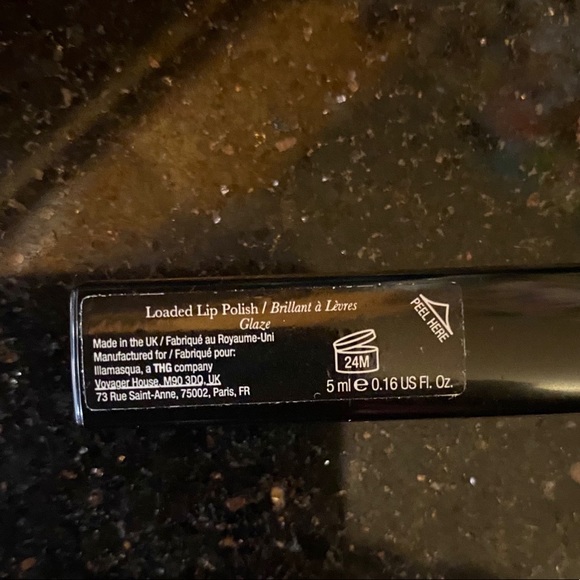 Loaded Lip Polish / Brillant à Lèvres
Glaze
Made in the UK / Fabriqué au Royaume-Uni
Manufactured for / Fabriqué pour:
Illamasqua, a THG company
Voyager House, M90 3DQ, UK
73 Rue Saint-Anne, 75002, Paris, FR
PEEL HERE
24M
5 ml e 0.16 US Fl. Oz.